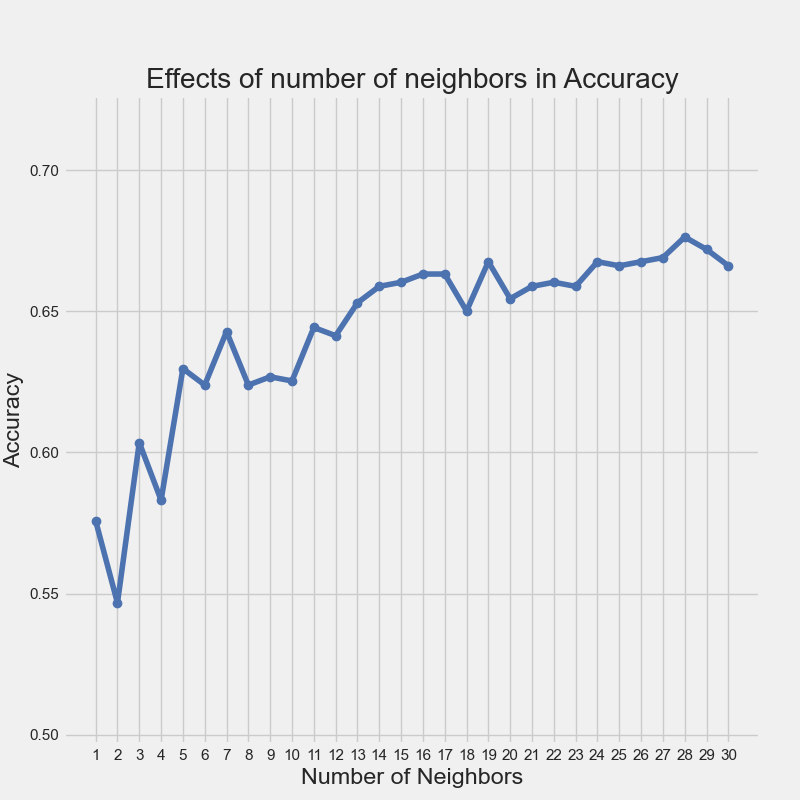 Effects of number of neighbors in Accuracy
0.70
0.65
0.60
0.55
0.50
Accuracy
1 2 3 4 5 6 7 8 9 10 11 12 13 14 15 16 17 18 19 20 21 22 23 24 25 26 27 28 29 30
Number of Neighbors